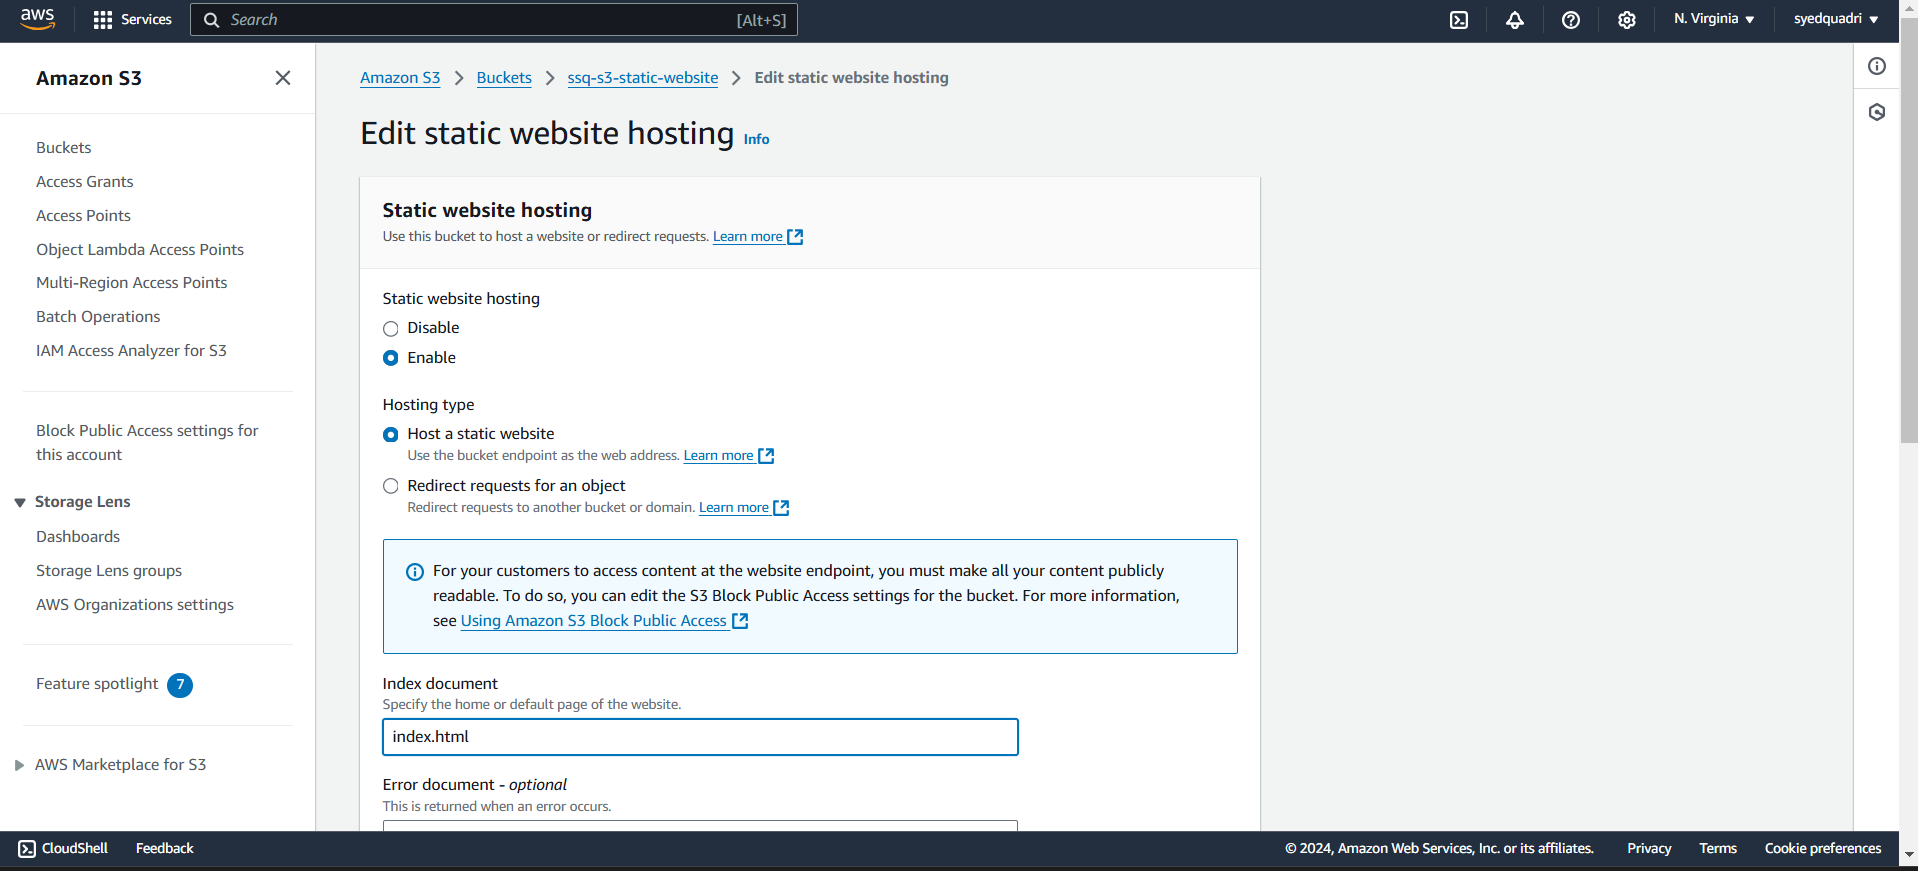 aws
Services
Search
[Alt+S]
N. Virginia
syedquadri
Amazon S3
Buckets
Access Grants
Access Points
Object Lambda Access Points
Multi-Region Access Points
Batch Operations
IAM Access Analyzer for S3
Block Public Access settings for
this account
Storage Lens
Dashboards
Storage Lens groups
AWS Organizations settings
Feature spotlight 7
AWS Marketplace for S3
Amazon S3 > Buckets > ssq-s3-static-website > Edit static website hosting
Edit static website hosting Info
Static website hosting
Use this bucket to host a website or redirect requests. Learn more
Static website hosting
Disable
Enable
Hosting type
Host a static website
Use the bucket endpoint as the web address. Learn more
Redirect requests for an object
Redirect requests to another bucket or domain. Learn more
For your customers to access content at the website endpoint, you must make all your content publicly
readable. To do so, you can edit the S3 Block Public Access settings for the bucket. For more information,
see Using Amazon S3 Block Public Access
Index document
Specify the home or default page of the website.
index.html
Error document - optional
This is returned when an error occurs.
CloudShell
Feedback
© 2024, Amazon Web Services, Inc. or its affiliates.
Privacy
Terms
Cookie preferences